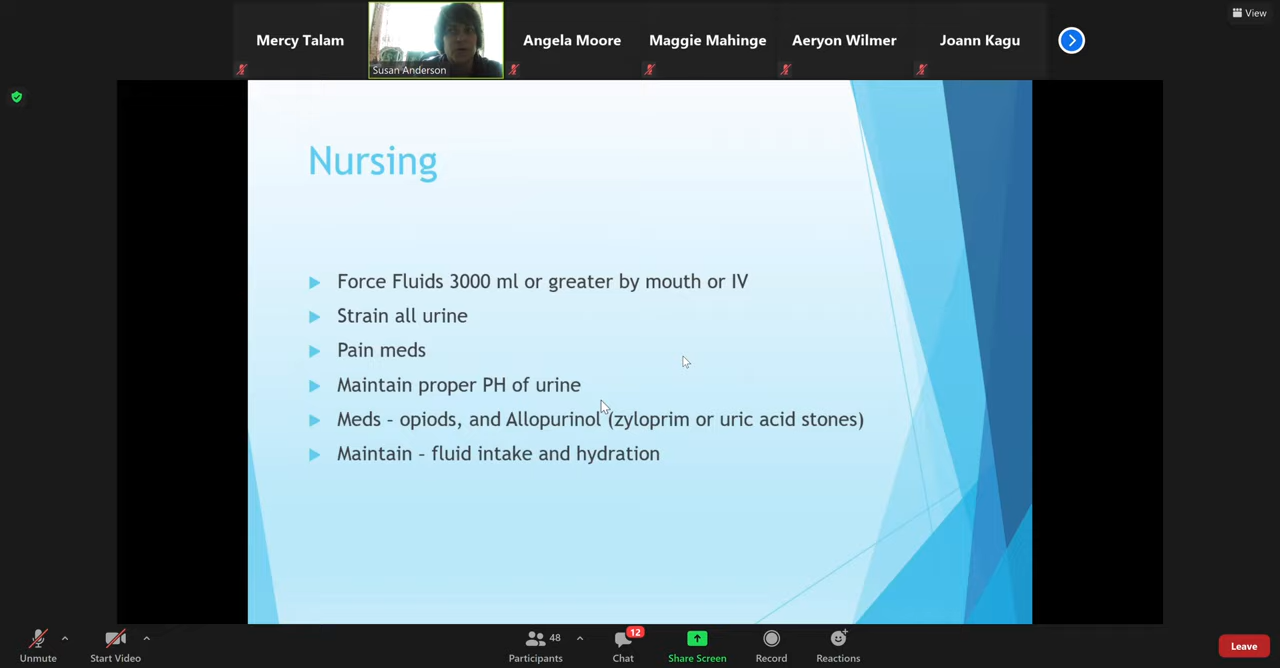 View
Mercy Talam
Susan Anderson
Angela Moore
Maggie Mahinge
Aeryon Wilmer
Joann Kagu
Nursing
Force Fluids 3000 ml or greater by mouth or IV
Strain all urine
Pain meds
Maintain proper PH of urine
Meds – opiods, and Allopurinol (zyloprim or uric acid stones)
Maintain – fluid intake and hydration
Unmute
Start Video
48
Participants
12
Chat
Share Screen
Record
Reactions
Leave